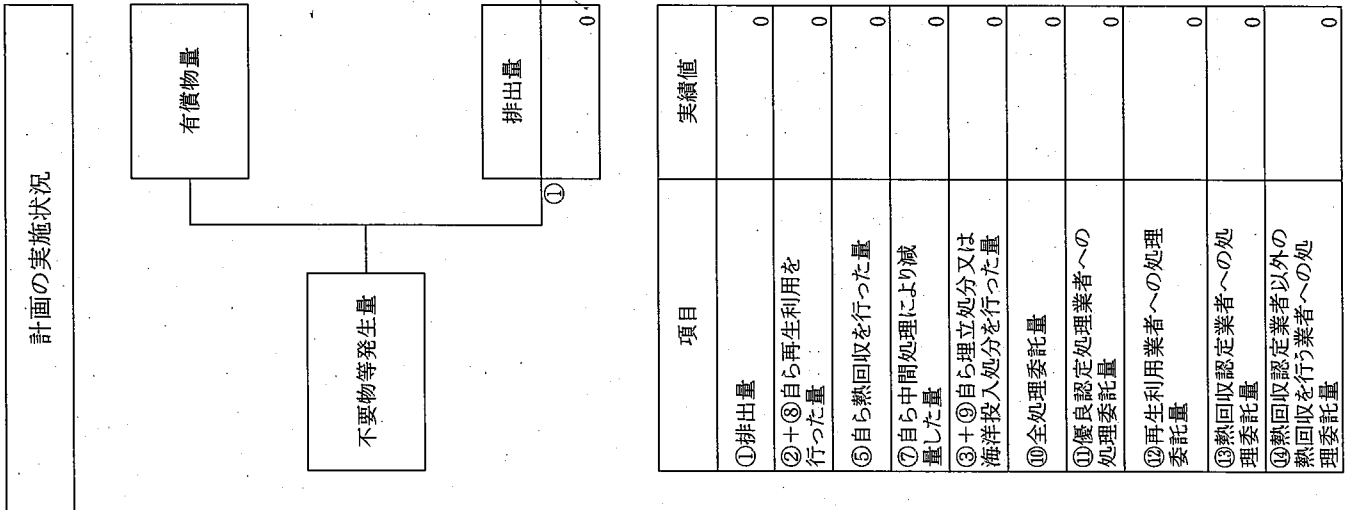 計画の実施状況
有償物量
不要物等発生量
①
排出量
0
項目
実績値
①排出量
0
②+⑧自ら再生利用を
行った量
0
⑤自ら熱回収を行った量
0
⑦自ら中間処理により減
量した量
0
③+⑨自ら埋立処分又は
海洋投入処分を行った量
0
⑩全処理委託量
0
⑪優良認定処理業者への
処理委託量
0
⑫再生利用業者への処理
委託量
0
⑬熱回収認定業者への処
理委託量
0
⑭熱回収認定業者以外の
熱回収を行う業者への処
理委託量
0